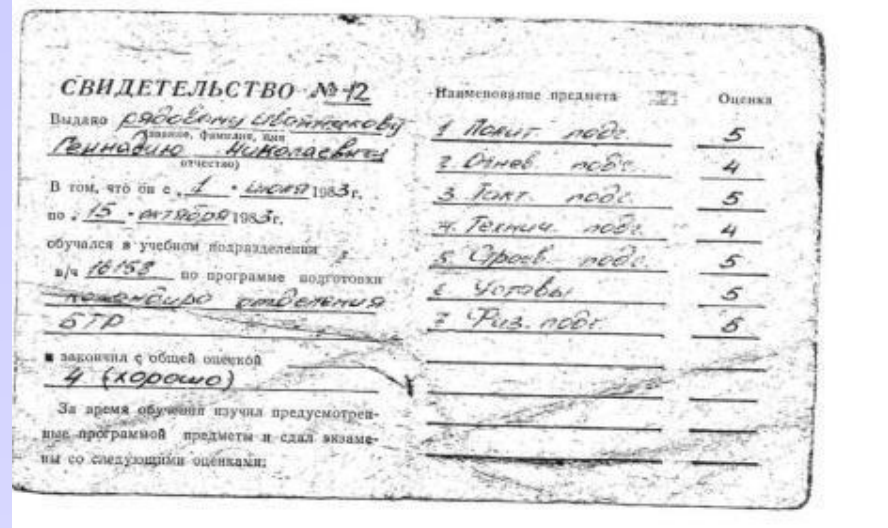 СВИДЕТЕЛЬСТВО № 12
Выдано рядовому
(звание, фамилия, имя
Геннадию Николаевичу
отчество)
В том, что он с „ 1 " июля 1983 г.
по „ 15 " октября 1983 г.
обучался в учебном подразделении
в/ч 16158 по программе подготовки
командира отделения
БТР
и закончил с общей оценкой
4 (хорошо)
За время обучения изучил предусмотрен-
ные программой предметы и сдал экзаме-
ны со следующими оценками:
Наименование предмета Оценка
1 Полит. подг. 5
2 Огнев. подг. 4
3. Такт. подг. 5
4. Технич. подг. 4
5 Строев. подг. 5
6 Уставы 5
7 Физ. подг. 5